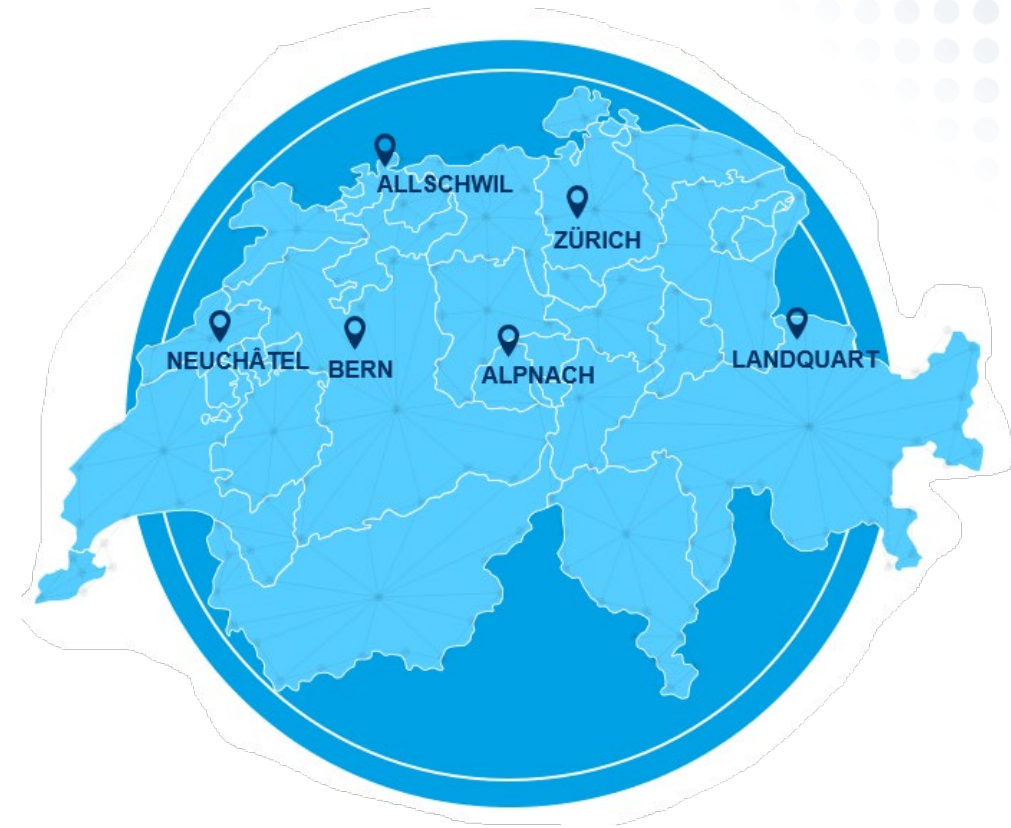 ALLSCHWIL
ZÜRICH
NEUCHÂTEL
BERN
ALPNACH
LANDQUART